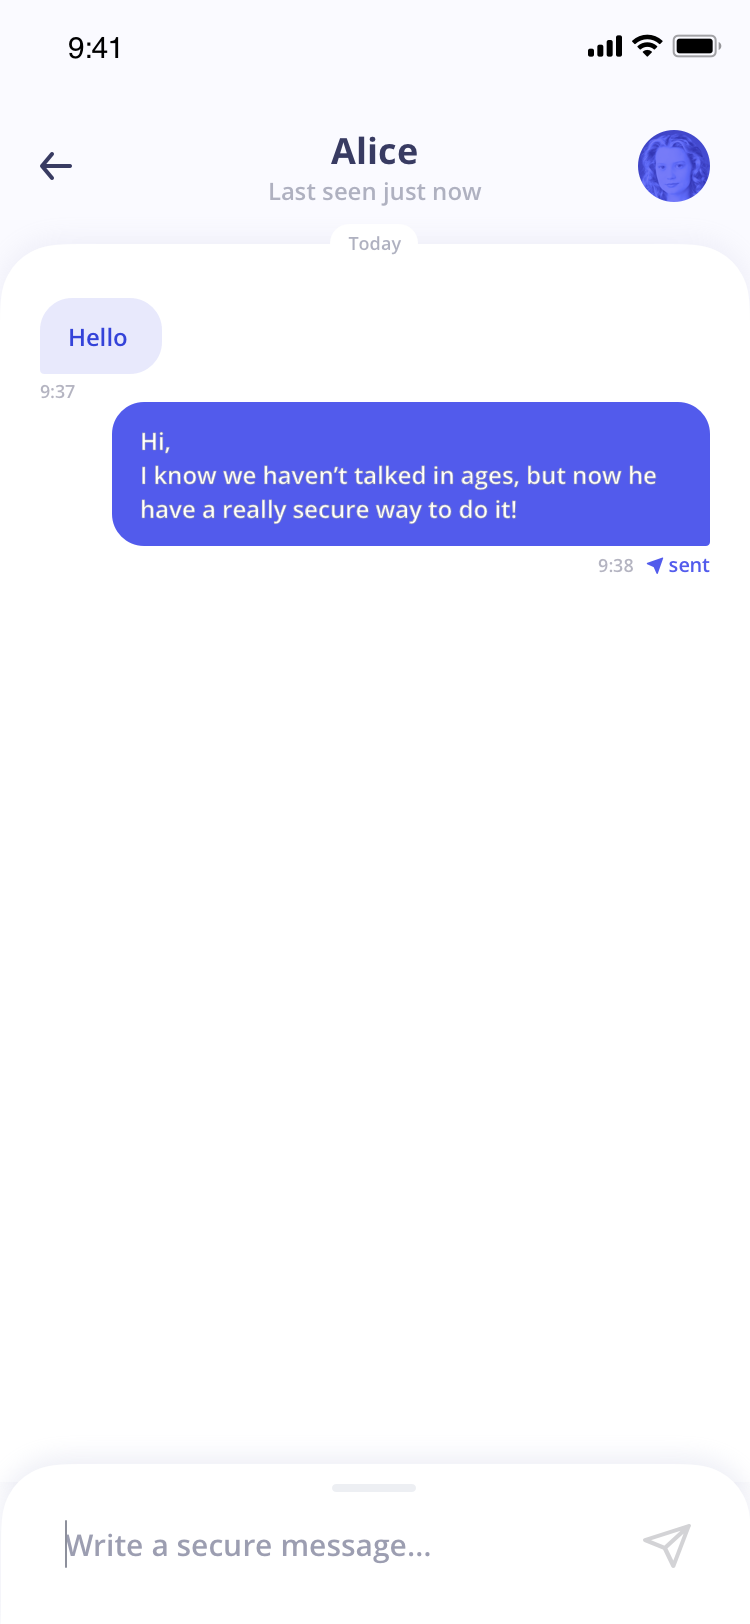 9:41
Alice
Last seen just now
Today
Hello
9:37
Hi,
I know we haven’t talked in ages, but now he
have a really secure way to do it!
9:38 sent
Write a secure message...